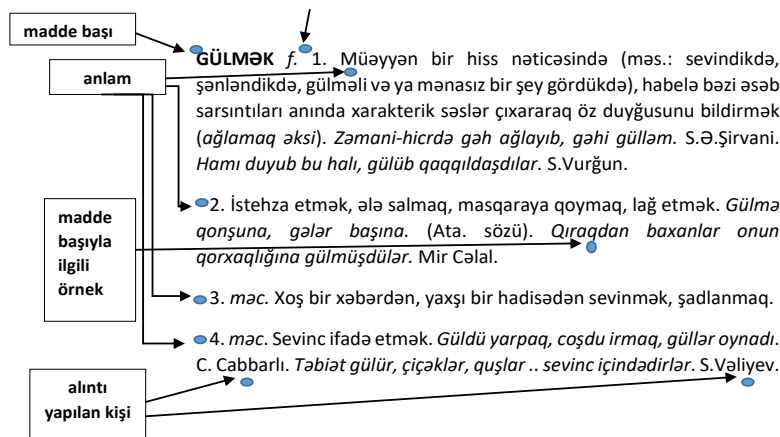 madde başı
GÜLMƏK f. 1. Müəyyən bir hiss nəticəsində (məs.: sevindikdə,
anlam
şənləndikdə, gülməli və ya mənasız bir şey gördükdə), habelə bəzi əsəb
sarsıntıları anında xarakterik səslər çıxararaq öz duyğusunu bildirmək
(ağlamaq əksi). Zəmani-hicrdə gəh ağlayıb, gəhi gülləm. S.Ə.Şirvani.
Hamı duyub bu halı, gülüb qaqqıldaşdılar. S.Vurğun.
2. İstehza etmək, ələ salmaq, masqaraya qoymaq, lağ etmək. Gülmə
qonşuna, gələr başına. (Ata. sözü). Qıraqdan baxanlar onun
qorxaqlığına gülmüşdülər. Mir Cəlal.
madde
başıyla
ilgili
örnek
3. məc. Xoş bir xəbərdən, yaxşı bir hadisədən sevinmək, şadlanmaq.
4. məc. Sevinc ifadə etmək. Güldü yarpaq, coşdu irmaq, güllər oynadı.
C. Cabbarlı. Təbiət gülür, çiçəklər, quşlar .. sevinc içindədirlər. S.Vəliyev.
alıntı
yapılan kişi